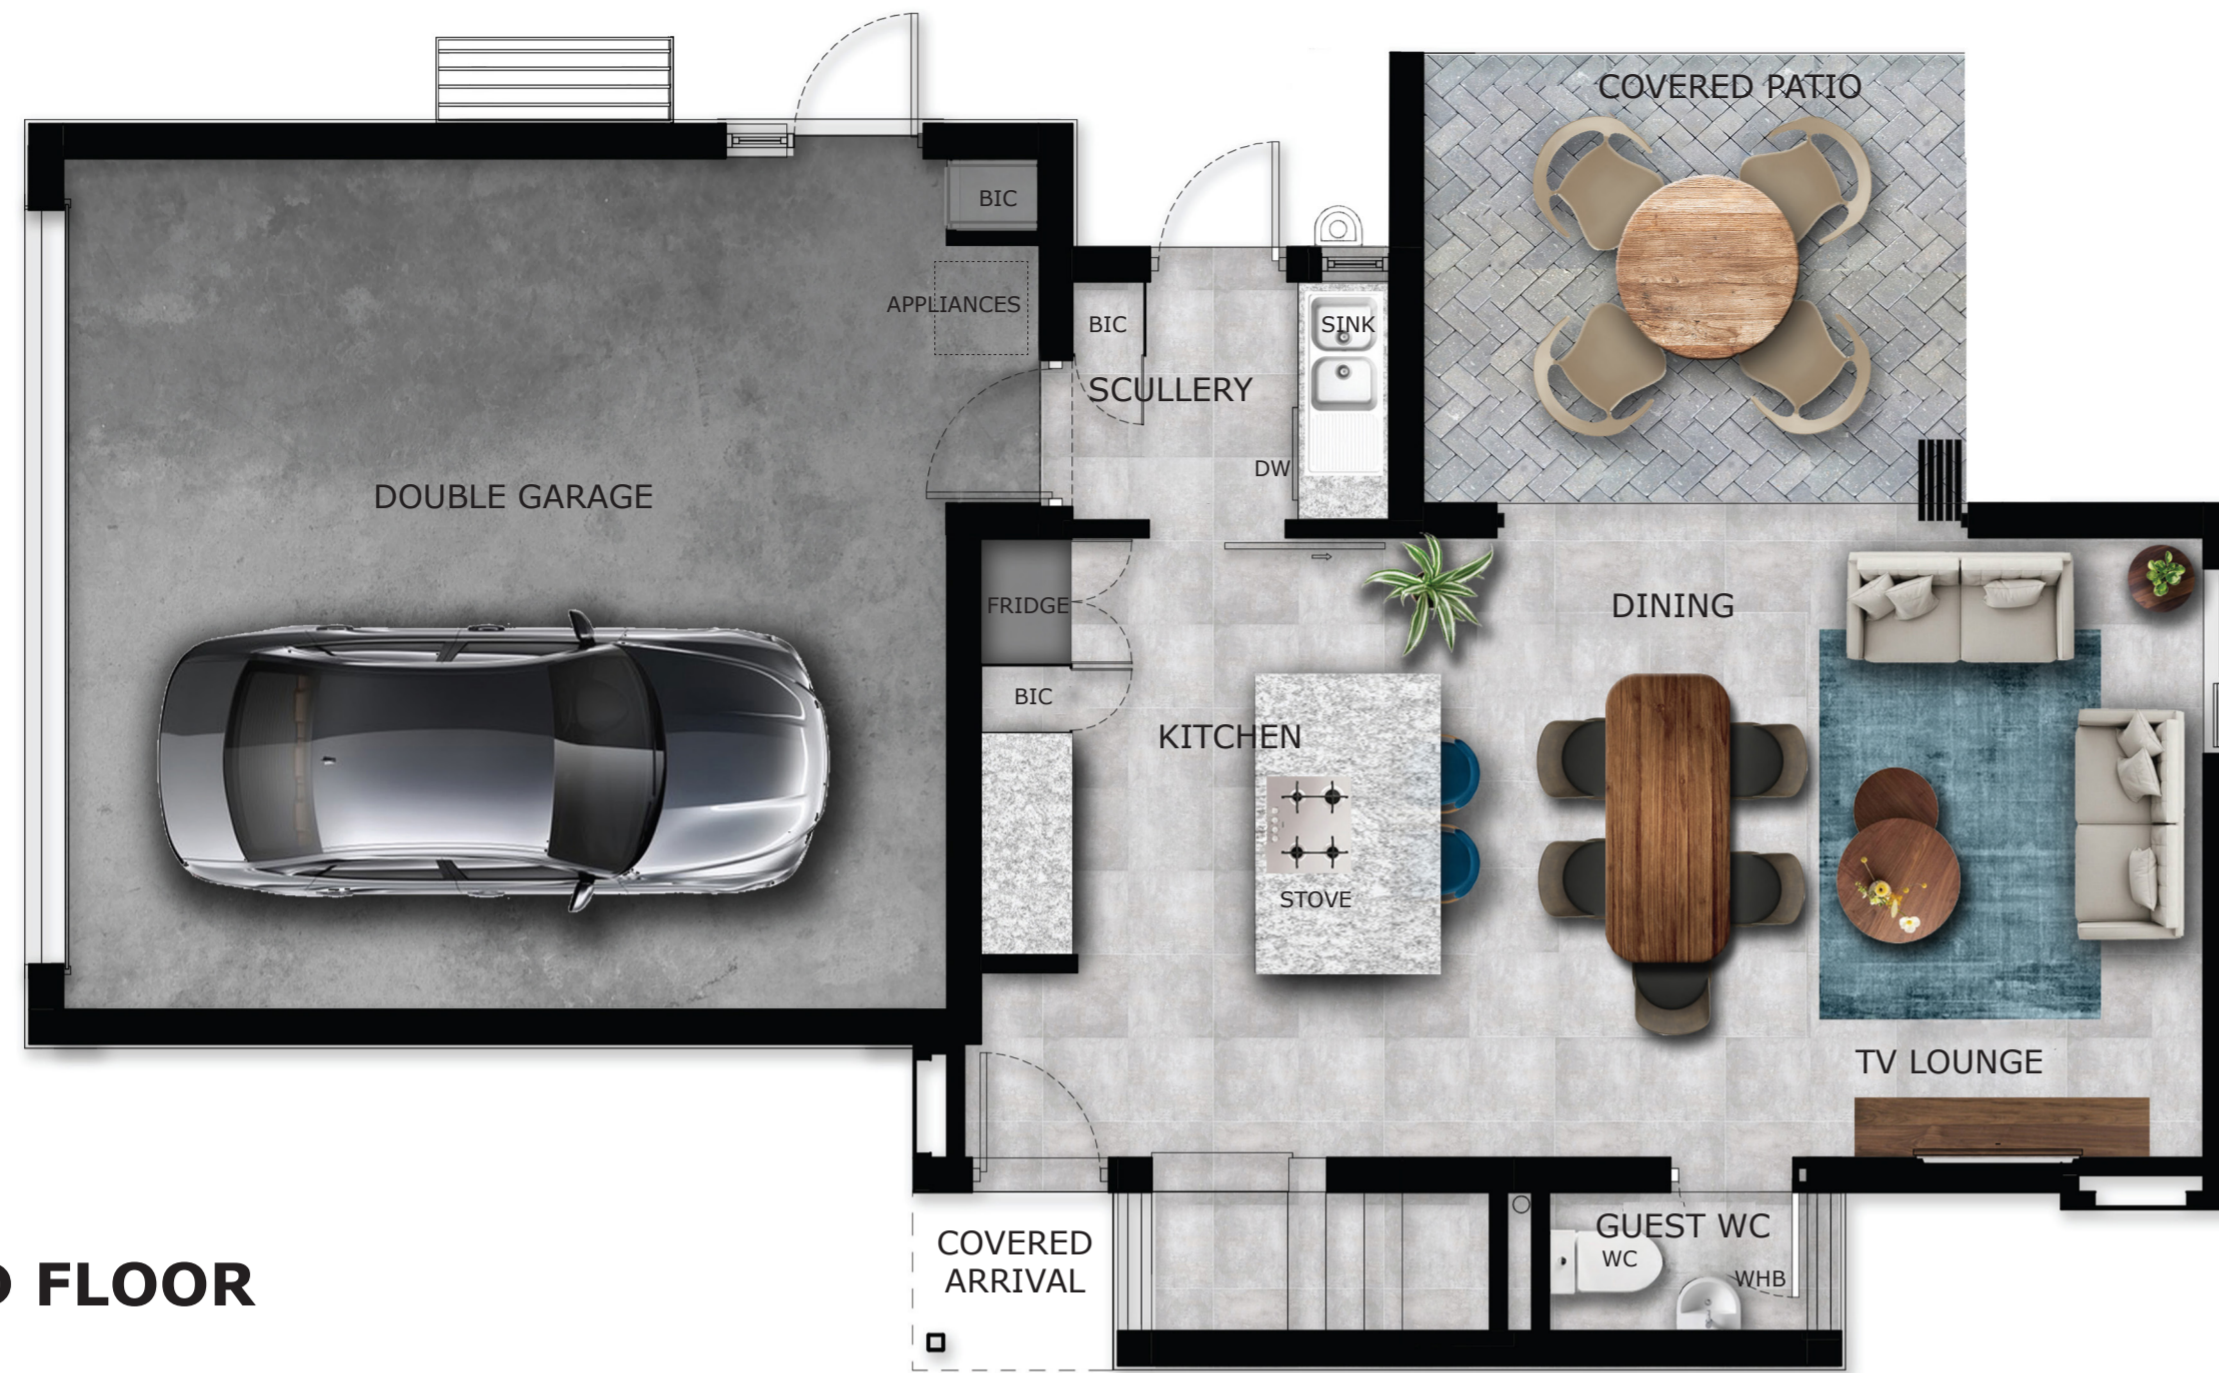 COVERED PATIO
BIC
APPLIANCES
BIC
SINK
SCULLERY
DW
DOUBLE GARAGE
FRIDGE
DINING
BIC
KITCHEN
STOVE
TV LOUNGE
COVERED
ARRIVAL
GUEST WC
WC
WHB
FLOOR